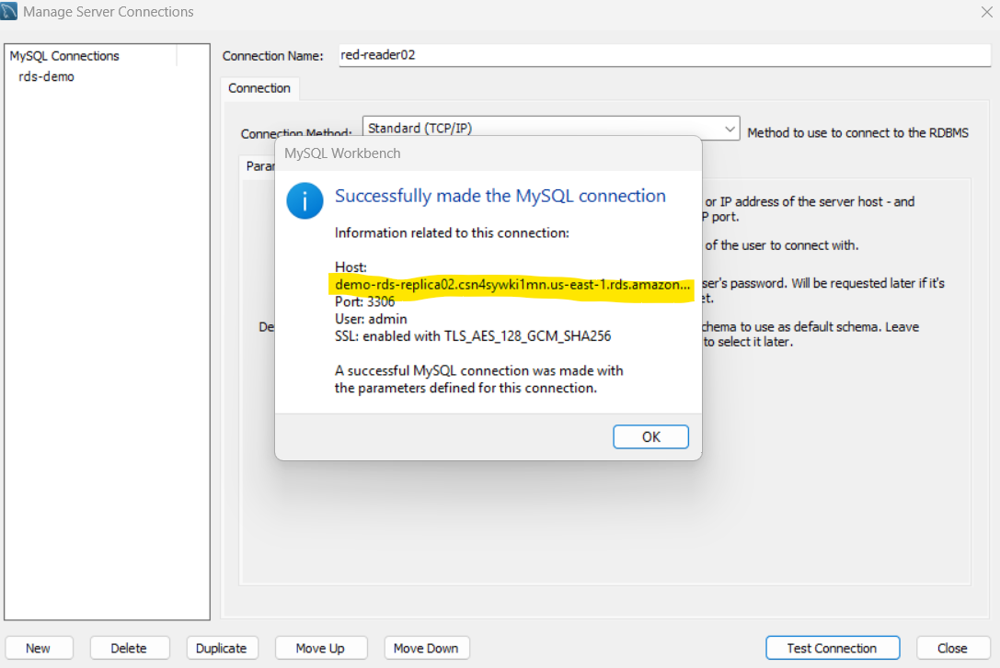 Manage Server Connections
MySQL Connections
rds-demo
Connection Name: red-reader02
Connection
Connection Method: Standard (TCP/IP) Method to use to connect to the RDBMS
MySQL Workbench
Successfully made the MySQL connection
Information related to this connection:
Host:
demo-rds-replica02.csn4sywki1mn.us-east-1.rds.amazon...
Port: 3306
User: admin
SSL: enabled with TLS_AES_128_GCM_SHA256
A successful MySQL connection was made with
the parameters defined for this connection.
OK
Parar
or IP address of the server host - and
P port.
of the user to connect with.
ser's password. Will be requested later if it's
et.
De
chema to use as default schema. Leave
to select it later.
New Delete Duplicate Move Up Move Down Test Connection Close